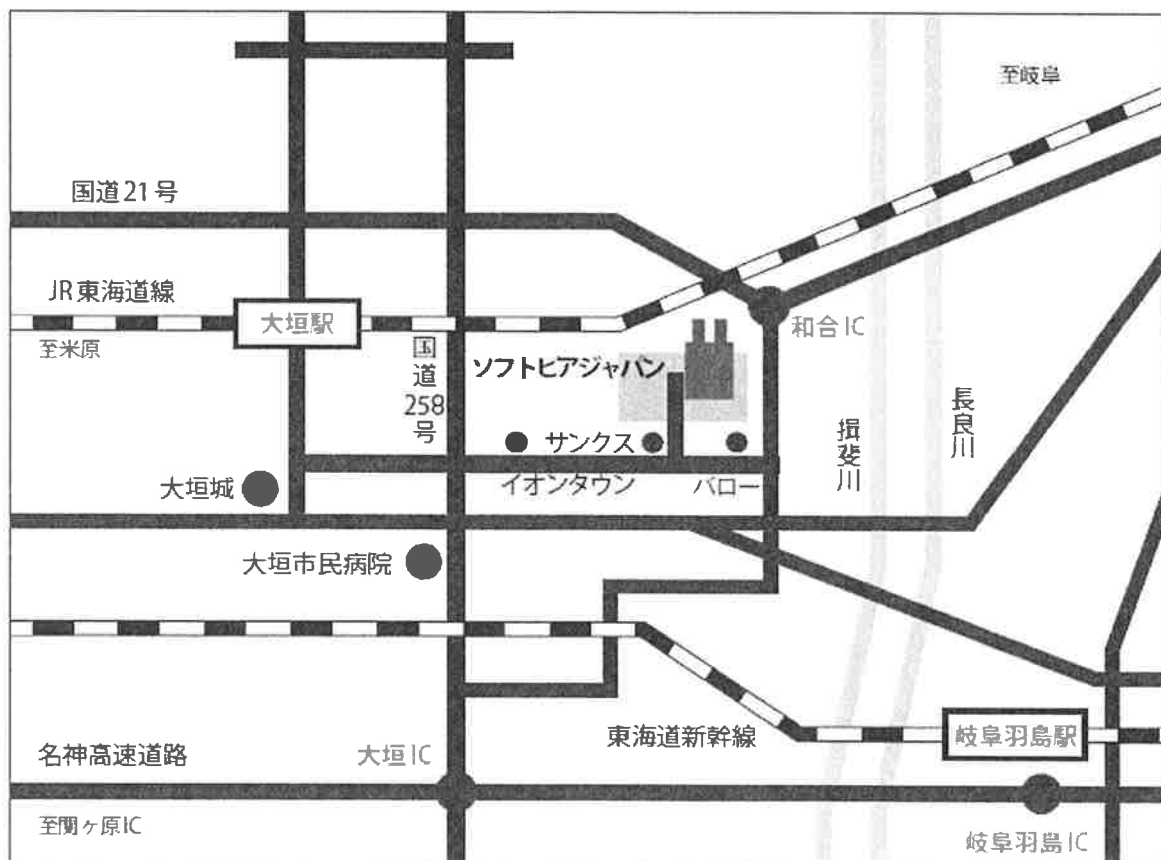 至岐阜
国道21号
JR東海道線
大垣駅
和合IC
至米原
国道258号
ソフトピアジャパン
長良川
揖斐川
サンクス
イオンタウン
バロー
大垣城
大垣市民病院
東海道新幹線
岐阜羽島駅
名神高速道路
大垣IC
至関ヶ原IC
岐阜羽島IC